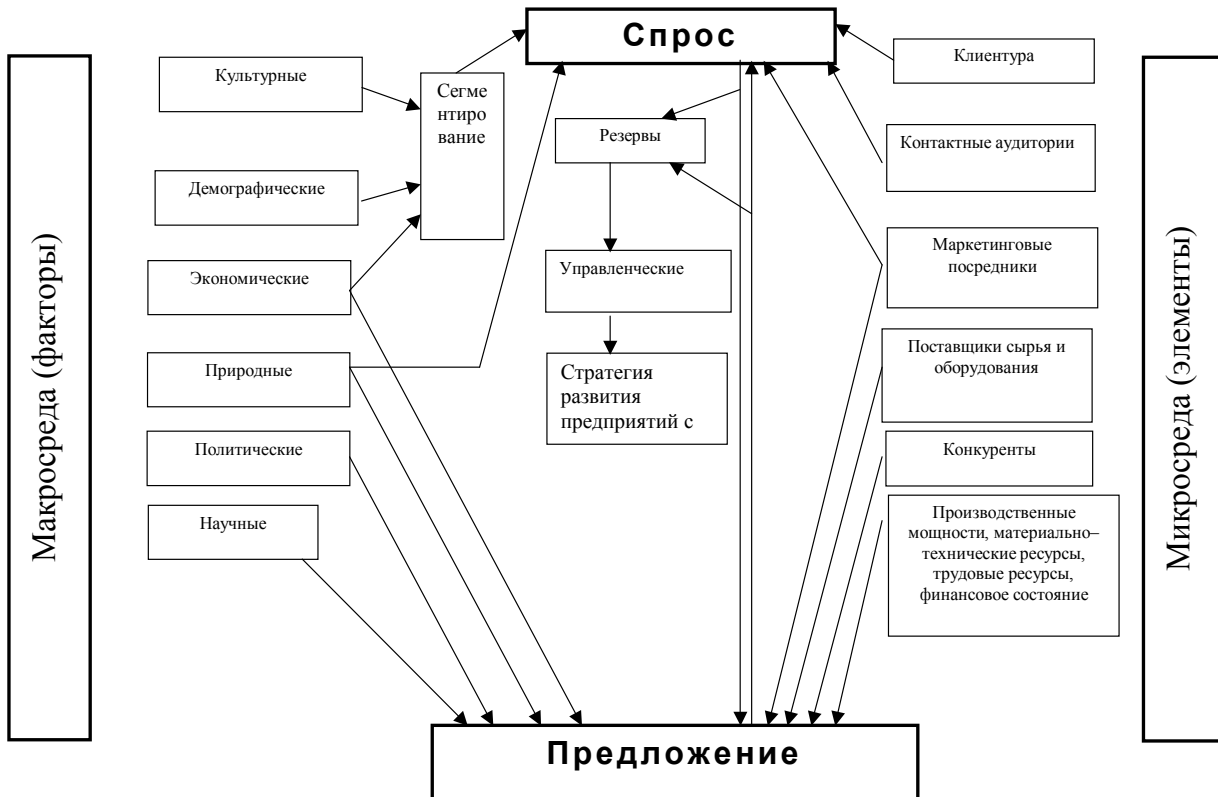 Спрос
Макросреда (факторы)
Культурные
Демографические
Экономические
Природные
Политические
Научные
Сегме
нтиро
вание
Резервы
Управленческие
Стратегия
развития
предприятий с
Клиентура
Контактные аудитории
Маркетинговые
посредники
Поставщики сырья и
оборудования
Конкуренты
Производственные
мощности, материально–
технические ресурсы,
трудовые ресурсы,
финансовое состояние
Микросреда (элементы)
Предложение